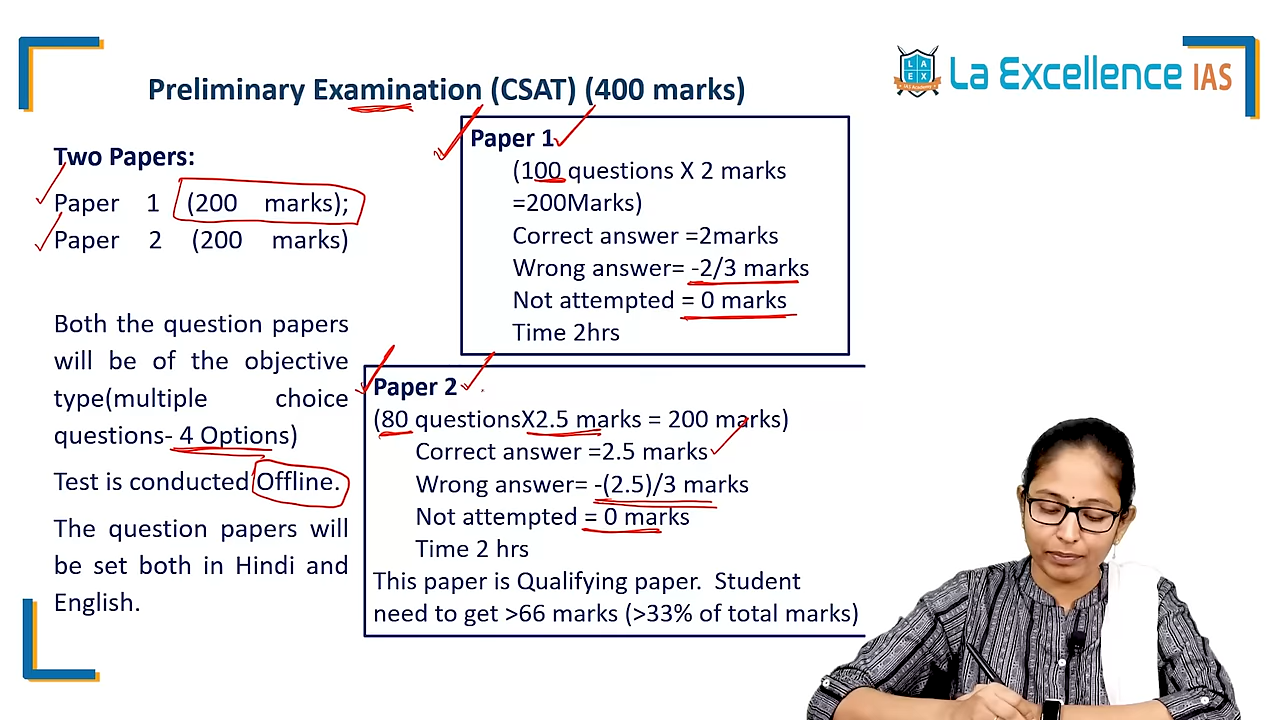 Preliminary Examination (CSAT) (400 marks)
LA
EX
IAS Academy
La Excellence IAS
Two Papers:
Paper 1 (200 marks);
Paper 2 (200 marks)
Both the question papers
will be of the objective
type(multiple choice
questions- 4 Options)
Test is conducted Offline.
The question papers will
be set both in Hindi and
English.
Paper 1
(100 questions X 2 marks
=200Marks)
Correct answer =2marks
Wrong answer= -2/3 marks
Not attempted = 0 marks
Time 2hrs
Paper 2
(80 questionsX2.5 marks = 200 marks)
Correct answer =2.5 marks
Wrong answer= -(2.5)/3 marks
Not attempted = 0 marks
Time 2 hrs
This paper is Qualifying paper. Student
need to get >66 marks (>33% of total marks)